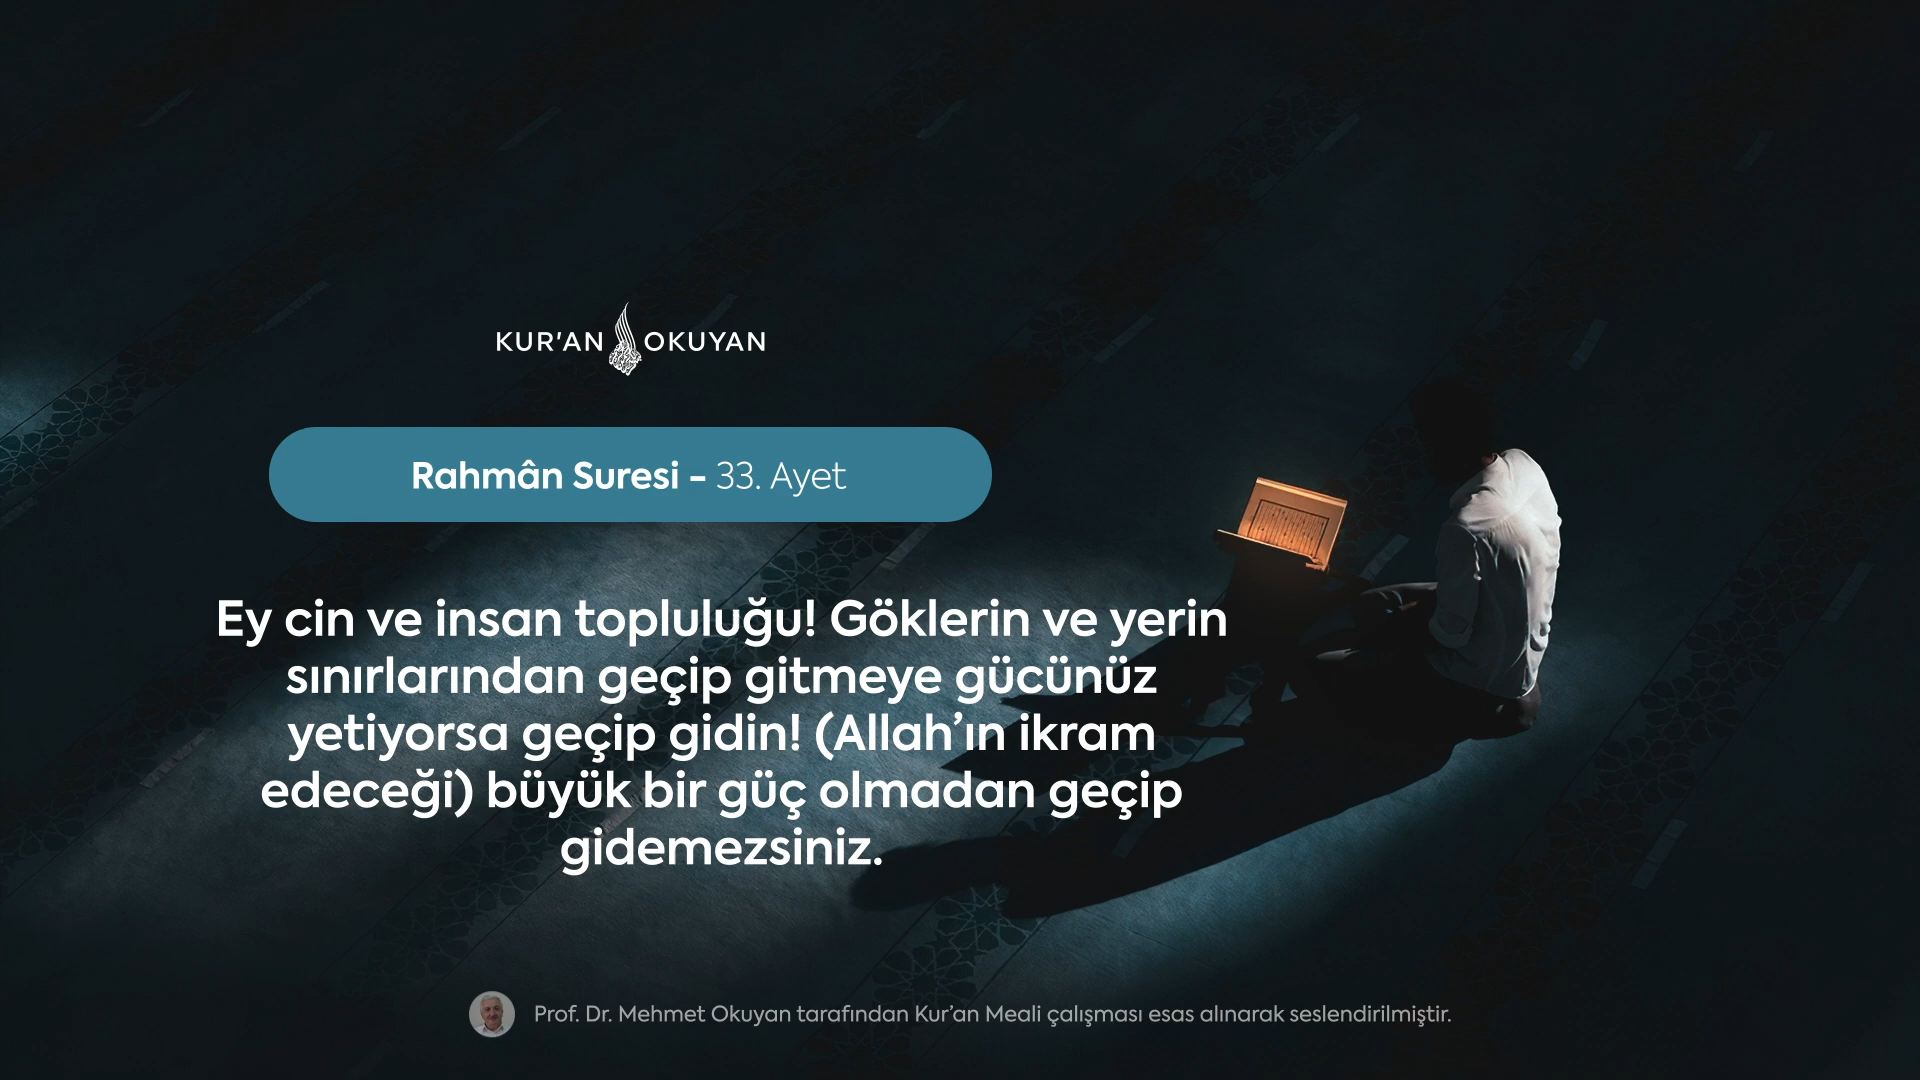 KUR'AN OKUYAN
Rahmân Suresi - 33. Ayet
Ey cin ve insan topluluğu! Göklerin ve yerin
sınırlarından geçip gitmeye gücünüz
yetiyorsa geçip gidin! (Allah’ın ikram
edeceği) büyük bir güç olmadan geçip
gidemezsiniz.
Prof. Dr. Mehmet Okuyan tarafından Kur’an Meali çalışması esas alınarak seslendirilmiştir.